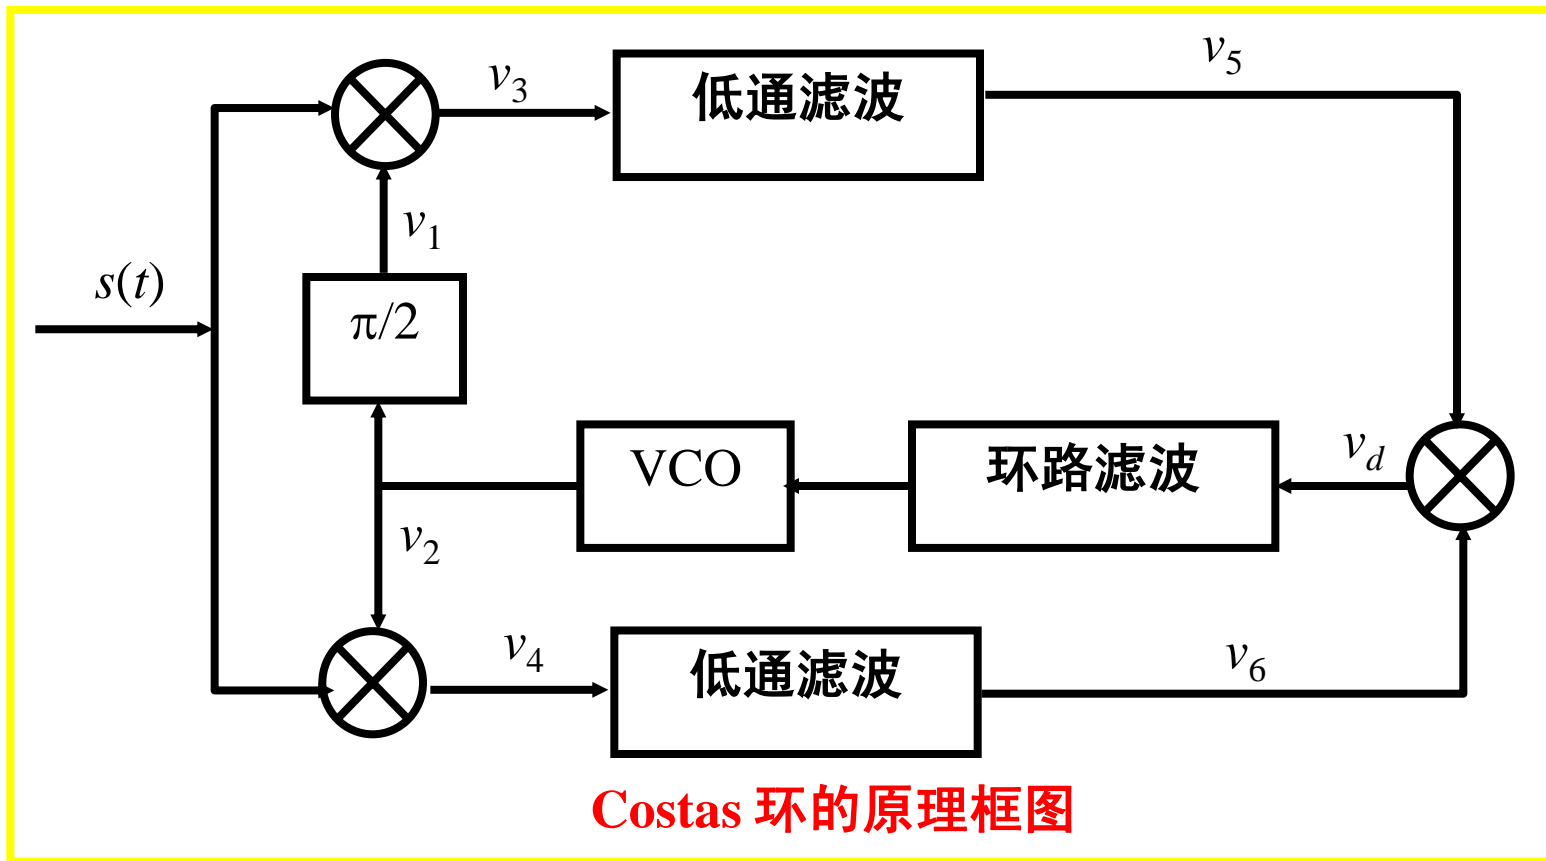 v5
v3
低通滤波
v1
s(t)
π/2
VCO
环路滤波
vd
v2
v4
低通滤波
v6
Costas 环的原理框图